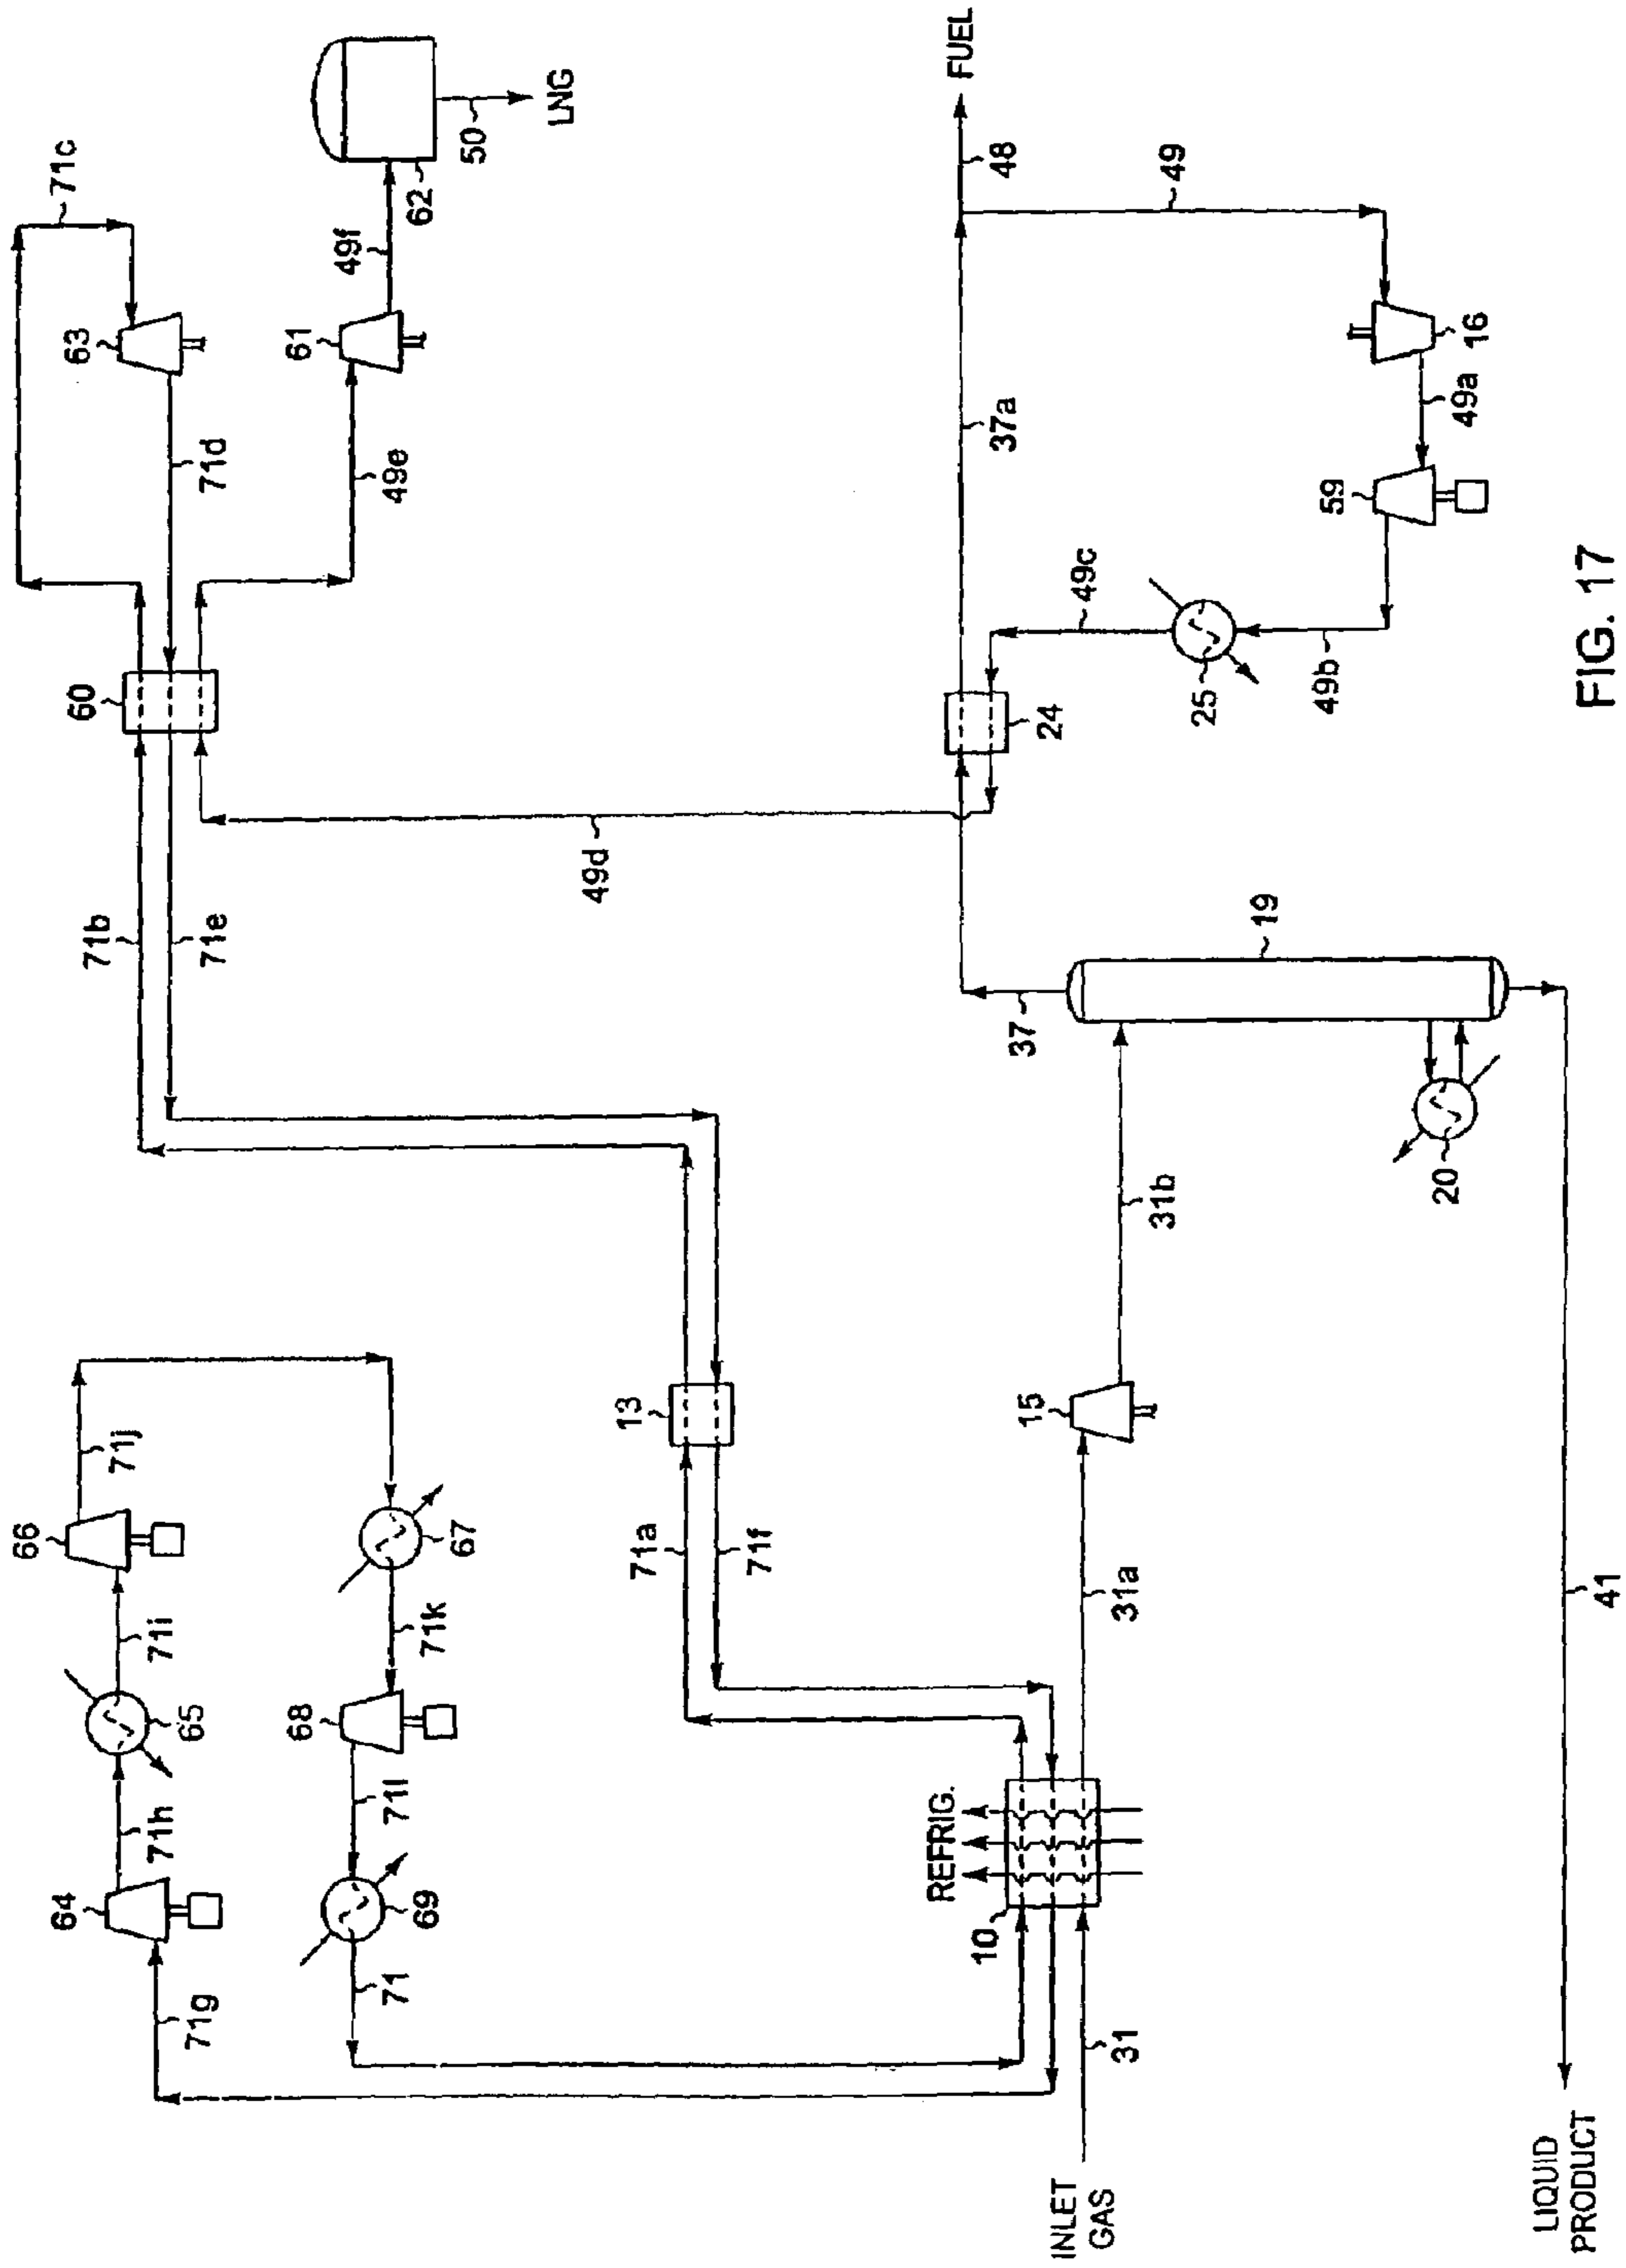 71c
63
71d
60
61
49e
49f
62
50
LNG
71b
71e
49d
FUEL
48
37a
49
16
49a
59
49c
25
49b
24
37
19
20
31b
15
31a
13
71a
71f
66
71j
71i
65
67
71k
68
71h
71l
64
69
71
71g
REFRIG.
10
31
INLET
GAS
41
LIQUID
PRODUCT
FIG. 17